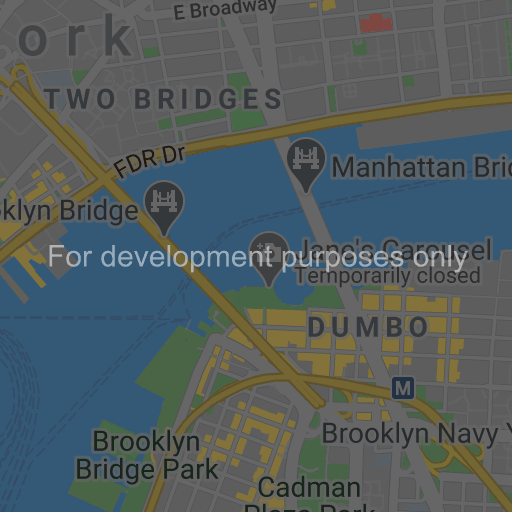 E Broadway
ork
TWO BRIDGES
FDR Dr
Manhattan Bri
oklyn Bridge
Jane's Carousel
For development purposes only
Temporarily closed
DUMBO
M
Brooklyn Navy Y
Brooklyn
Bridge Park
Cadman
Plaza Park